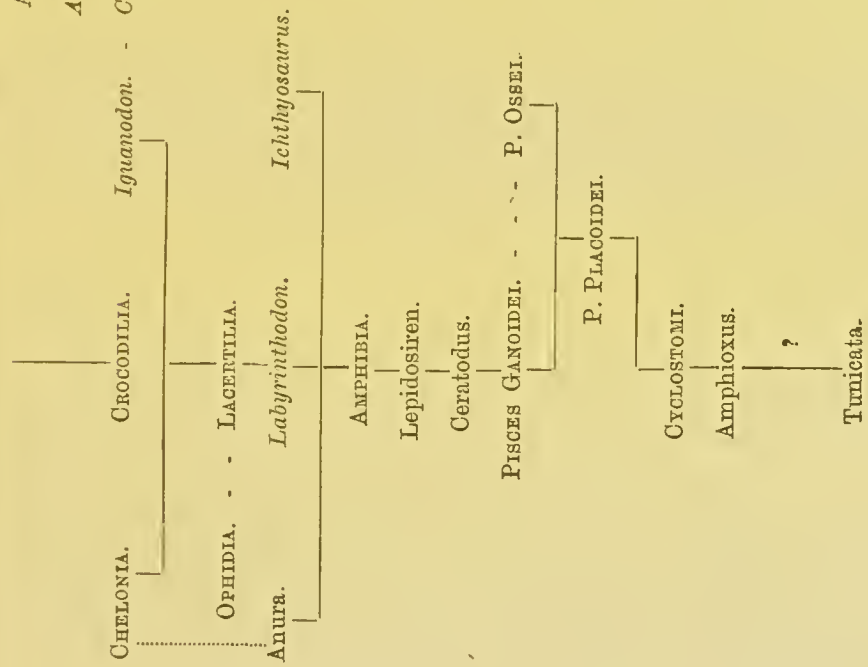 A
A
CHELONIA. CROCODILIA. Iguanodon. - C
OPHIDIA. - - LACERTILIA.
Anura. Labyrinthodon. Ichthyosaurus.
AMPHIBIA.
Lepidosiren.
Ceratodus.
PISCES GANOIDEI. - - - P. OSSEI.
P. PLACOIDEI.
CYCLOSTOMI.
Amphioxus.
?
Tunicata.